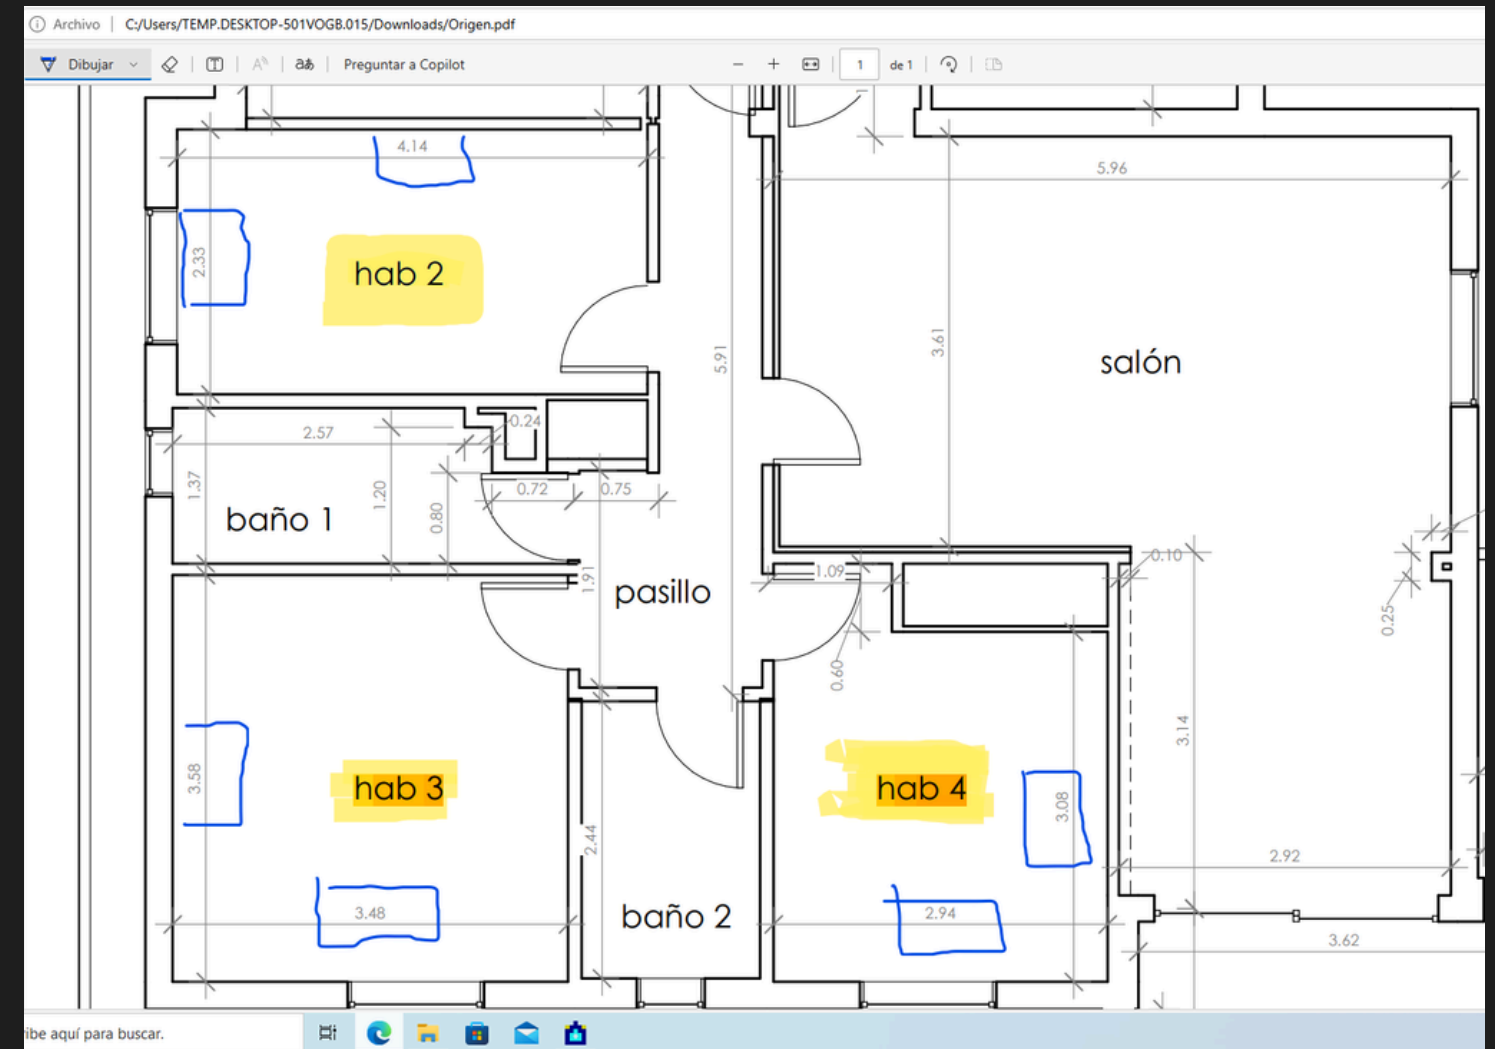 Archivo C:/Users/TEMP.DESKTOP-501VOGB.015/Downloads/Origen.pdf
Dibujar Preguntar a Copilot 1 de 1
4.14
5.96
2.33
hab 2
5.91
3.61
salón
0.24
2.57
1.37
1.20
0.80
0.72
0.75
baño 1
0.10
1.91
1.09
pasillo
0.25
0.60
3.14
3.58
hab 3
hab 4
3.08
2.44
2.92
3.48
baño 2
2.94
3.62
ribe aquí para buscar.